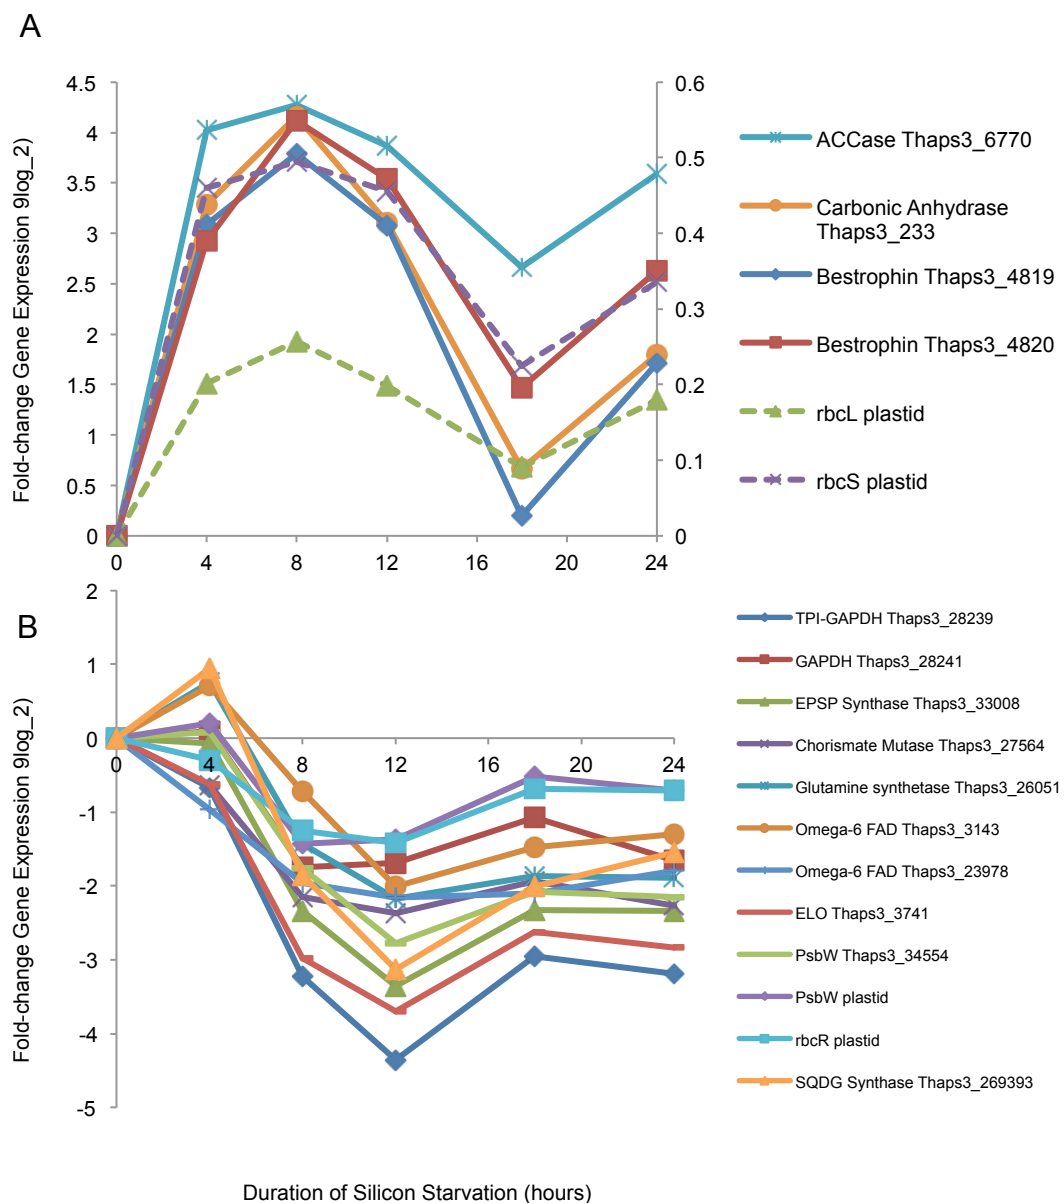 A
Fold-change Gene Expression 9log_2)
4.5
4
3.5
3
2.5
2
1.5
1
0.5
0
0.6
0.5
0.4
0.3
0.2
0.1
0
0 4 8 12 16 20 24
ACCase Thaps3_6770
Carbonic Anhydrase
Thaps3_233
Bestrophin Thaps3_4819
Bestrophin Thaps3_4820
rbcL plastid
rbcS plastid
B
Fold-change Gene Expression 9log_2)
2
1
0
-1
-2
-3
-4
-5
0 4 8 12 16 20 24
TPI-GAPDH Thaps3_28239
GAPDH Thaps3_28241
EPSP Synthase Thaps3_33008
Chorismate Mutase Thaps3_27564
Glutamine synthetase Thaps3_26051
Omega-6 FAD Thaps3_3143
Omega-6 FAD Thaps3_23978
ELO Thaps3_3741
PsbW Thaps3_34554
PsbW plastid
rbcR plastid
SQDG Synthase Thaps3_269393
Duration of Silicon Starvation (hours)